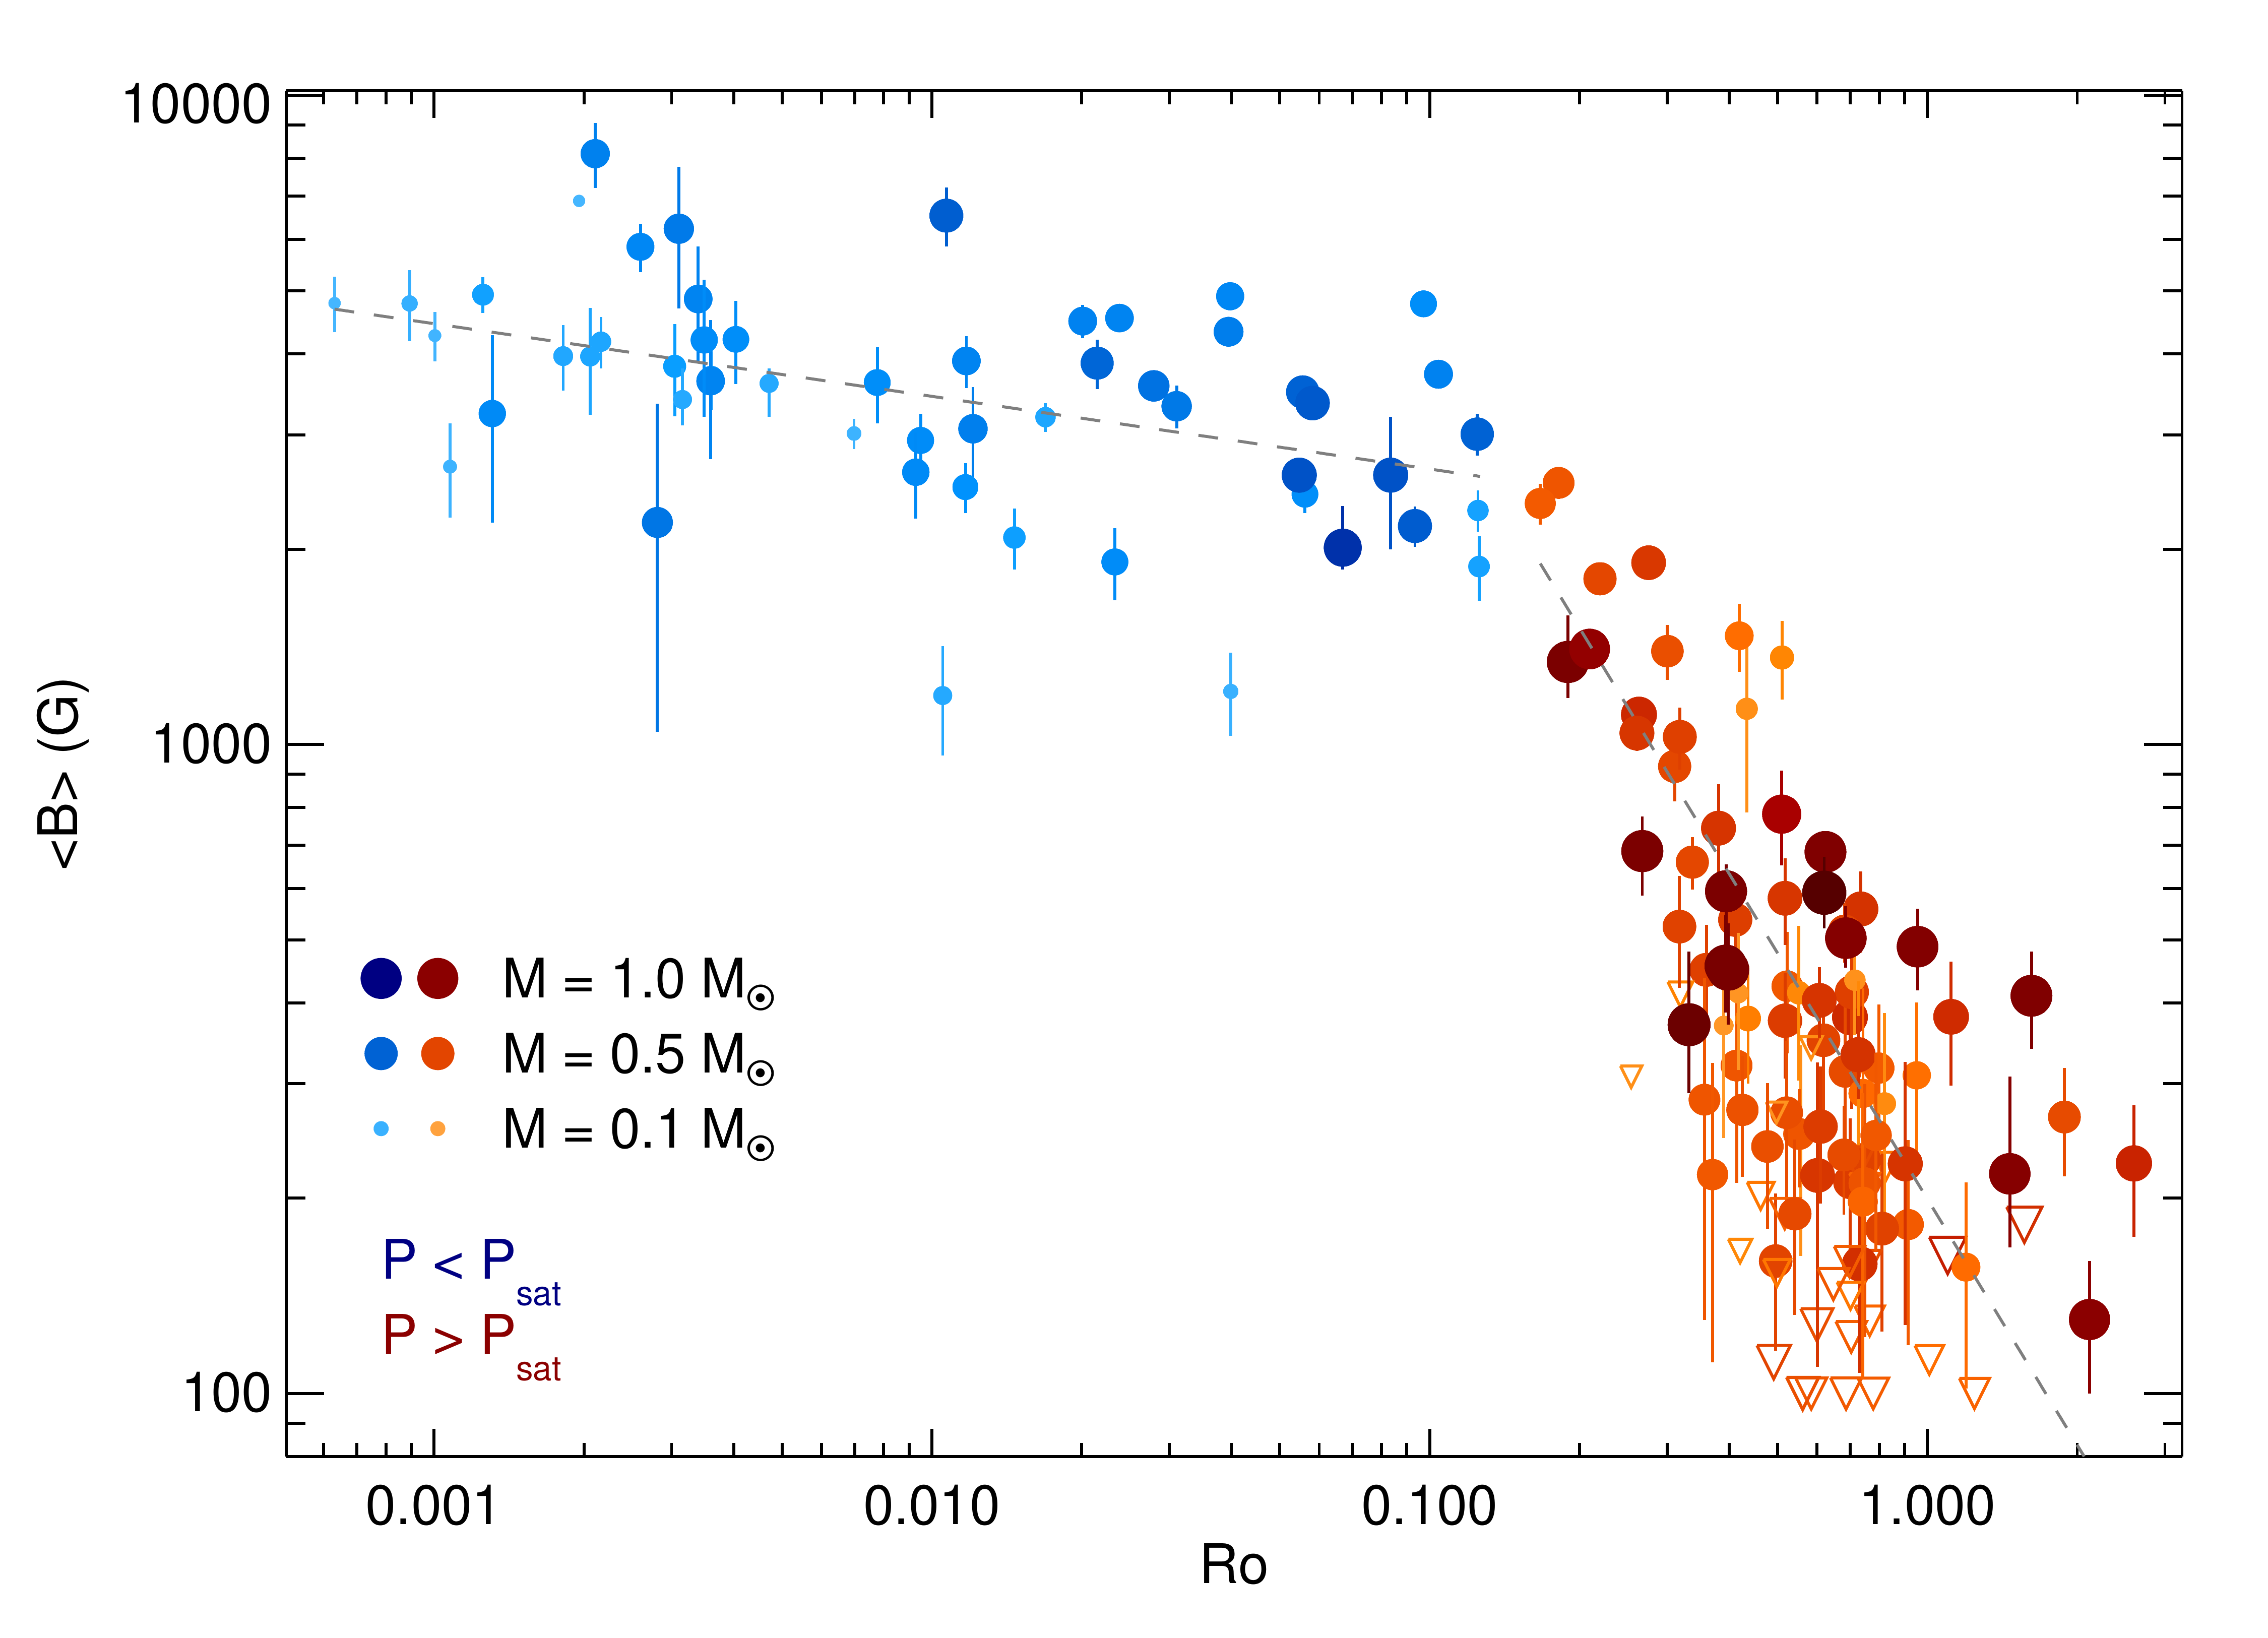 10000
1000
100
<B> (G)
M = 1.0 M☉
M = 0.5 M☉
M = 0.1 M☉
P < Psat
P > Psat
0.001 0.010 0.100 1.000
Ro